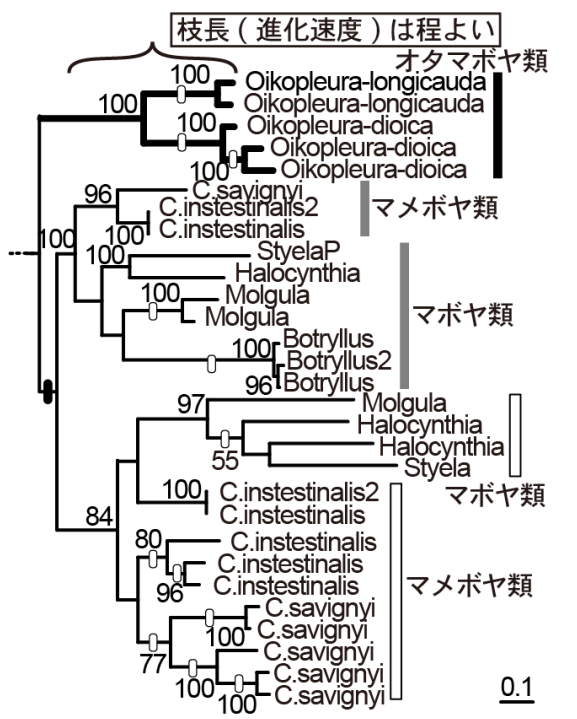 枝長（進化速度）は程よい
オタマボヤ類
100
Oikopleura-longicauda
100
Oikopleura-longicauda
100
Oikopleura-dioica
Oikopleura-dioica
100
Oikopleura-dioica
96
C.savignyi
マメボヤ類
C.instestinalis2
100
100
C.instestinalis
100
StyelaP
Halocynthia
100
Molgula
マボヤ類
Molgula
100
Botryllus
Botryllus2
96
Botryllus
97
Molgula
Halocynthia
Halocynthia
55
Styela
マボヤ類
100
C.instestinalis2
84
C.instestinalis
80
C.instestinalis
C.instestinalis
マメボヤ類
96
C.instestinalis
C.savignyi
100
C.savignyi
77
C.savignyi
100
C.savignyi
0.1
100
C.savignyi